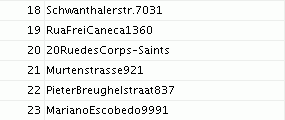 18 Schwanthalerstr.7031
19 RuaFreiCaneca1360
20 20RuedesCorps-Saints
21 Murtenstrasse921
22 PieterBreughelstraat837
23 MarianoEscobedo9991